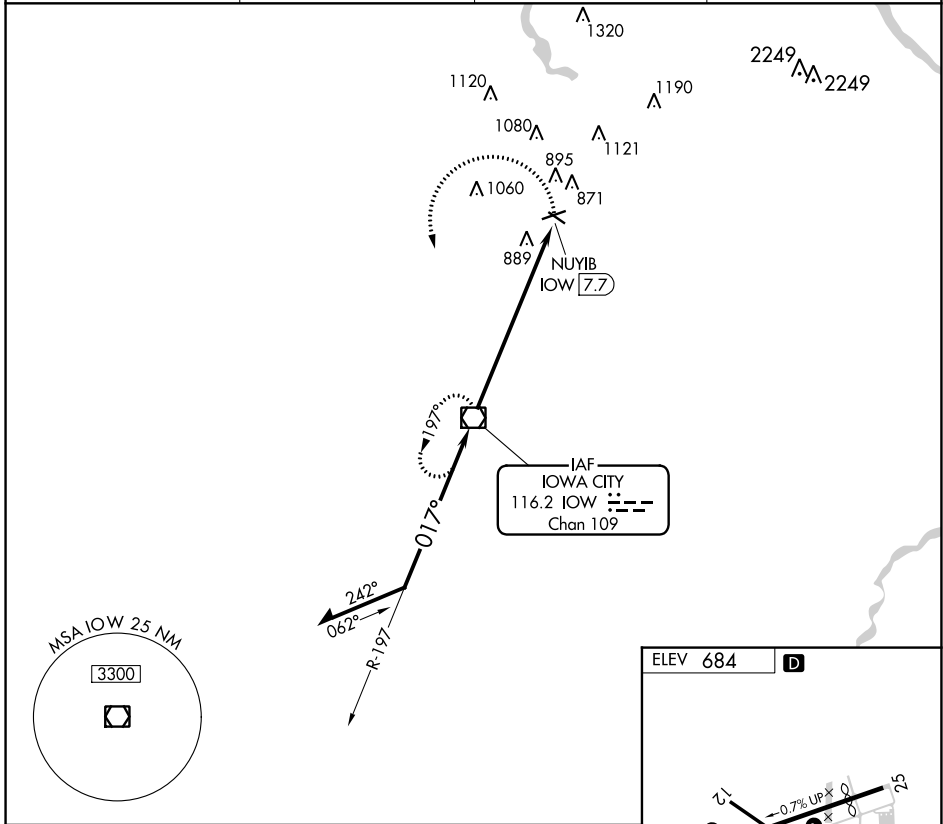 1320
2249
2249
1120
1190
1080
1121
895
1060
871
889
NUYIB
IOW 7.7
197°
IAF
IOWA CITY
116.2 IOW
Chan 109
017°
242°
062°
R-197
MSA IOW 25 NM
3300
ELEV 684 D
12
0.7% UP
25